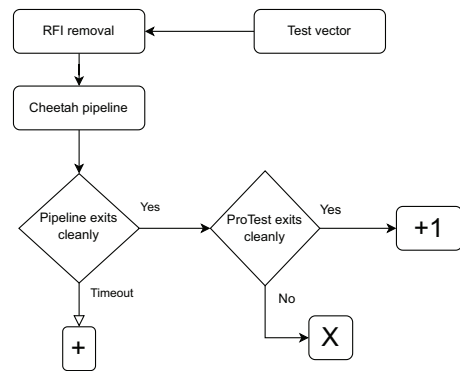 RFI removal
Test vector
Cheetah pipeline
Pipeline exits
cleanly
Yes
ProTest exits
cleanly
Yes
+1
Timeout
No
+
X